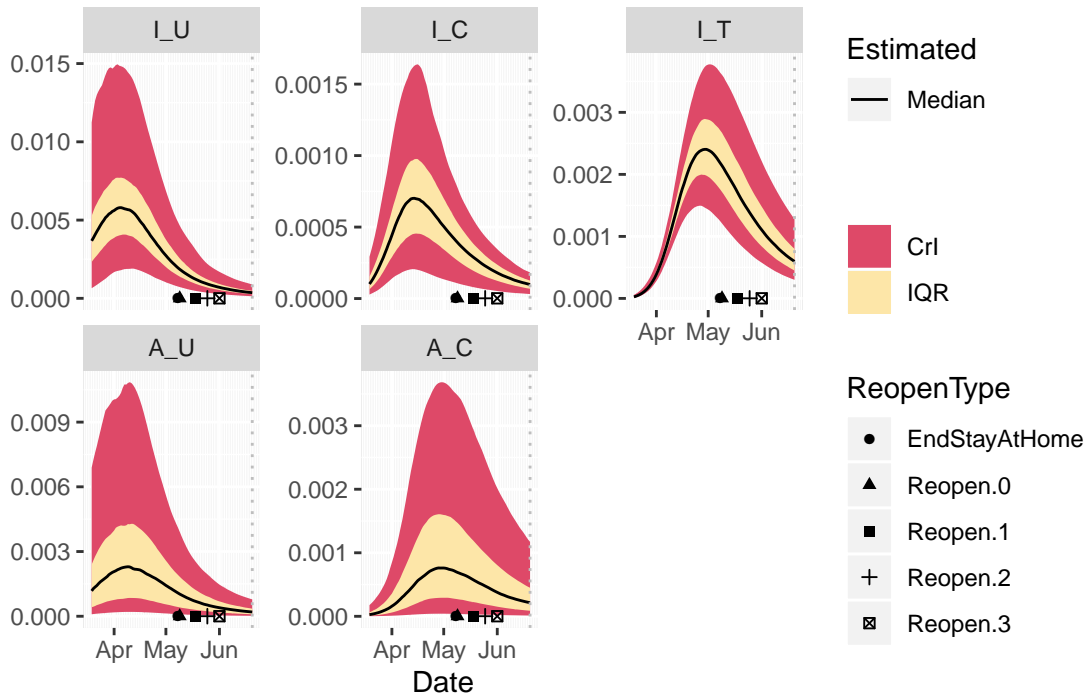 I_U
I_C
I_T
0.015
0.010
0.005
0.000
0.0015
0.0010
0.0005
0.0000
0.003
0.002
0.001
0.000
Apr May Jun
A_U
A_C
0.009
0.006
0.003
0.000
Apr May Jun
0.003
0.002
0.001
0.000
Apr May Jun
Date
Estimated
Median
CrI
IQR
ReopenType
EndStayAtHome
Reopen.0
Reopen.1
Reopen.2
Reopen.3